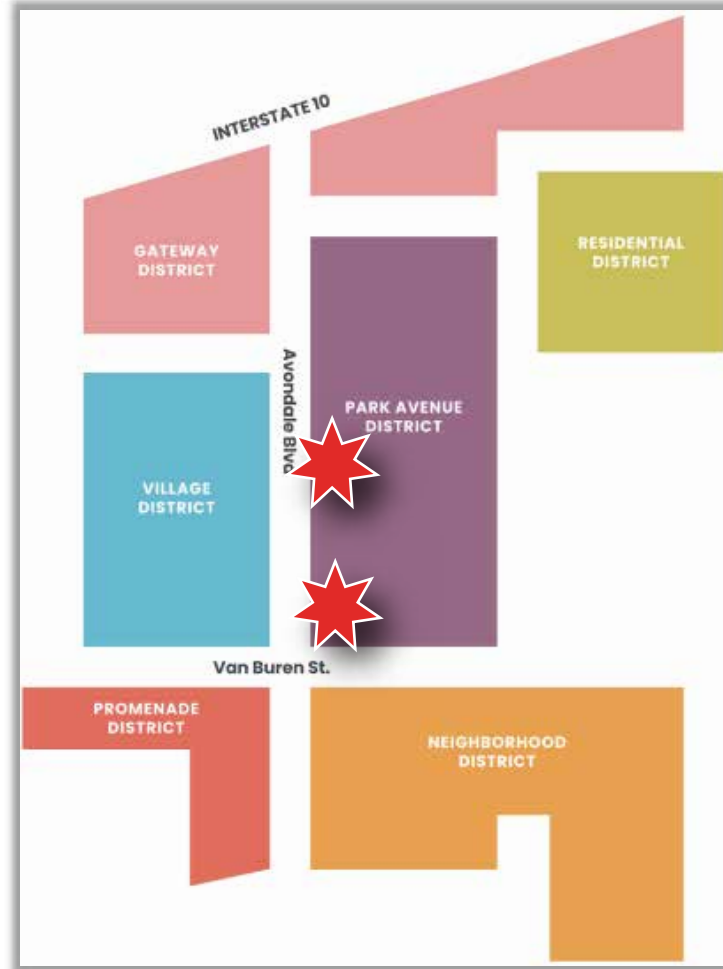 INTERSTATE 10
GATEWAY
DISTRICT
RESIDENTIAL
DISTRICT
Avondale Blvd
PARK AVENUE
DISTRICT
VILLAGE
DISTRICT
Van Buren St.
PROMENADE
DISTRICT
NEIGHBORHOOD
DISTRICT